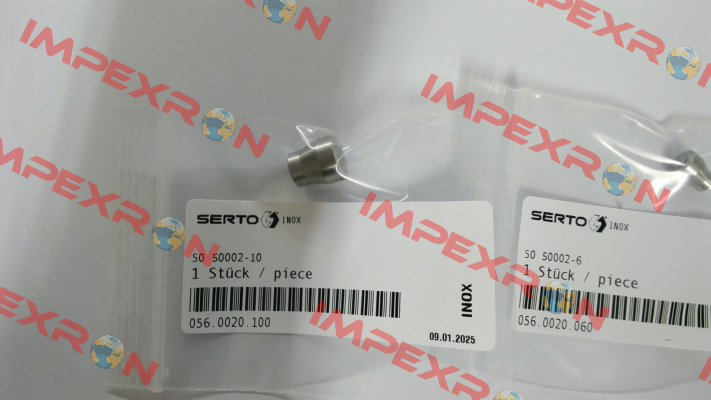 SERTO INOX
SO 50002-10
1 Stück / piece
056.0020.100
INOX
09.01.2025
SERTO INOX
SO 50002-6
1 Stück / piece
056.0020.060
IMPEXRON
IMPEXRON
IMPEXRON
IMPEXRON
IMPEXRON
IMPEXRON
IMPEXRON
IMPEXRON